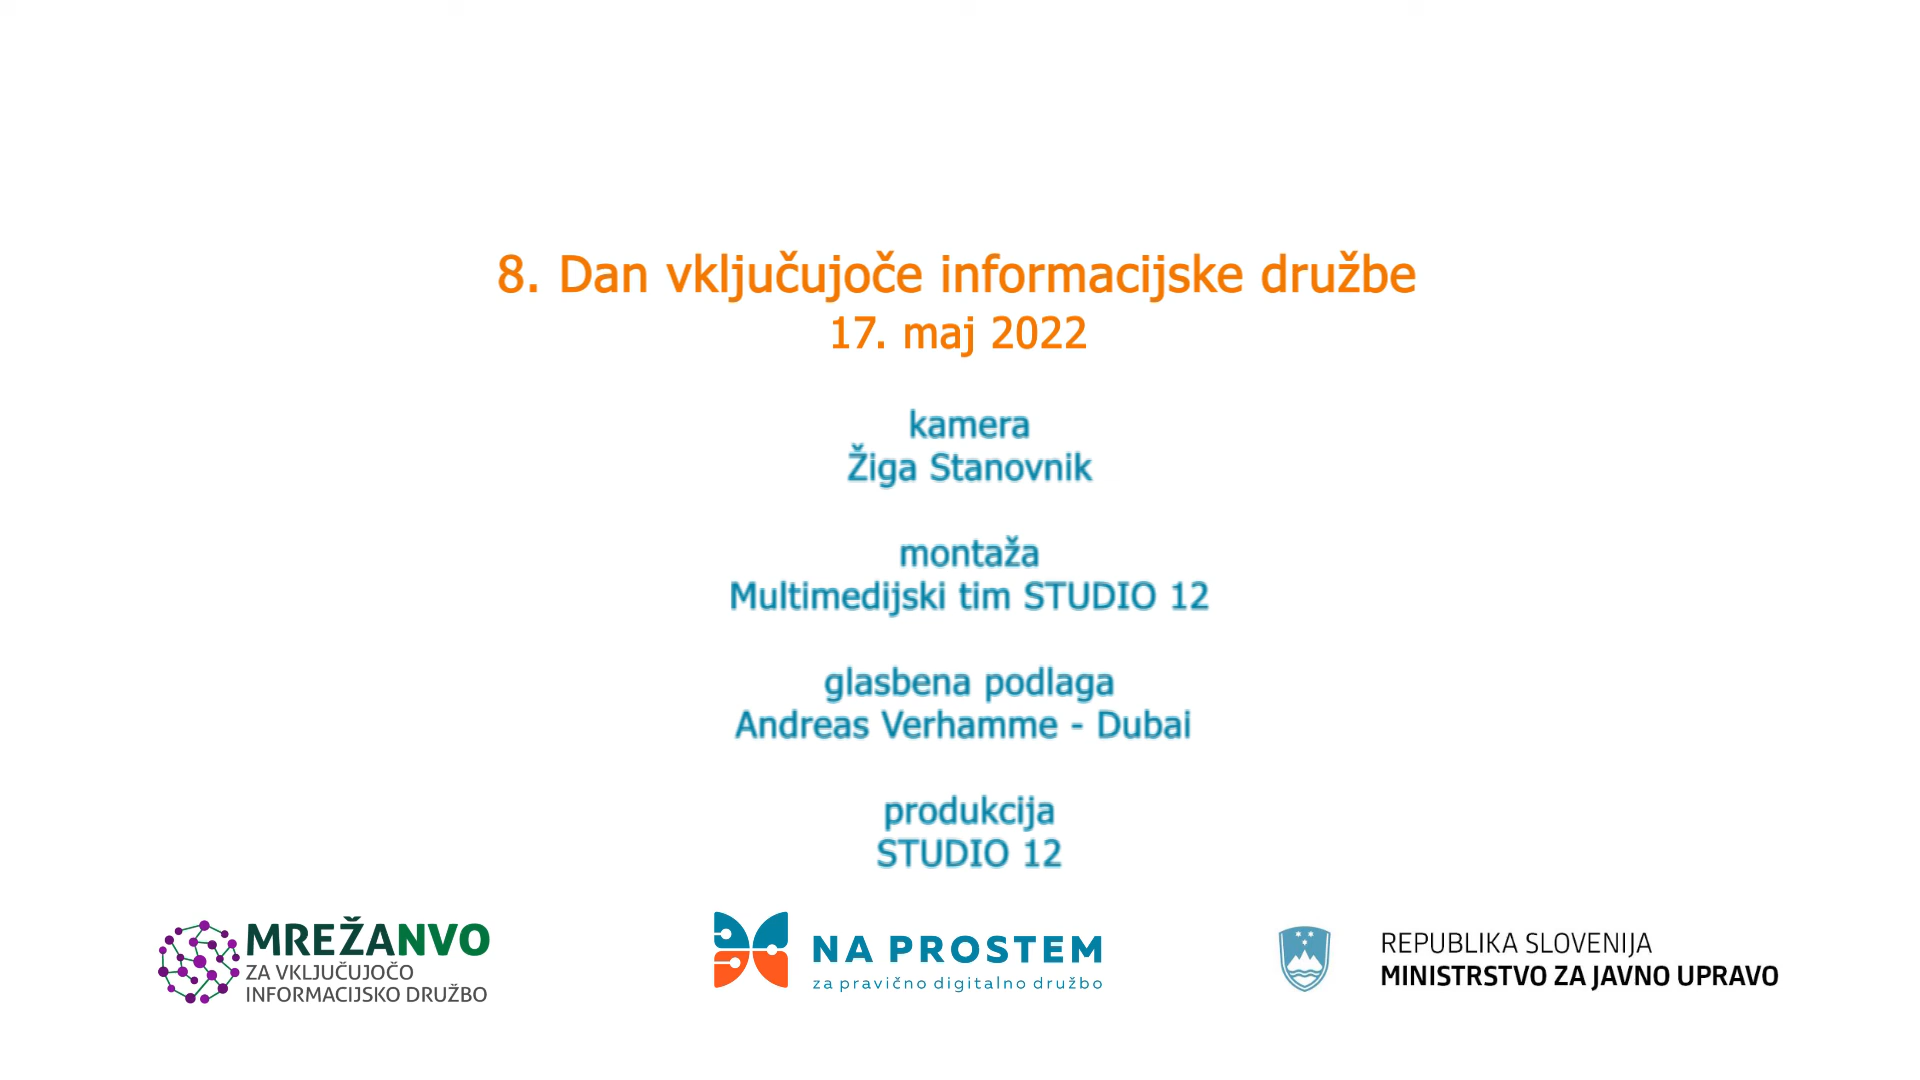 8. Dan vključujoče informacijske družbe
17. maj 2022
kamera
Žiga Stanovnik
montaža
Multimedijski tim STUDIO 12
glasbena podlaga
Andreas Verhamme - Dubai
produkcija
STUDIO 12
MREŽANVO
ZA VKLJUČUJOČO
INFORMACIJSKO DRUŽBO
NA PROSTEM
za pravično digitalno družbo
REPUBLIKA SLOVENIJA
MINISTRSTVO ZA JAVNO UPRAVO